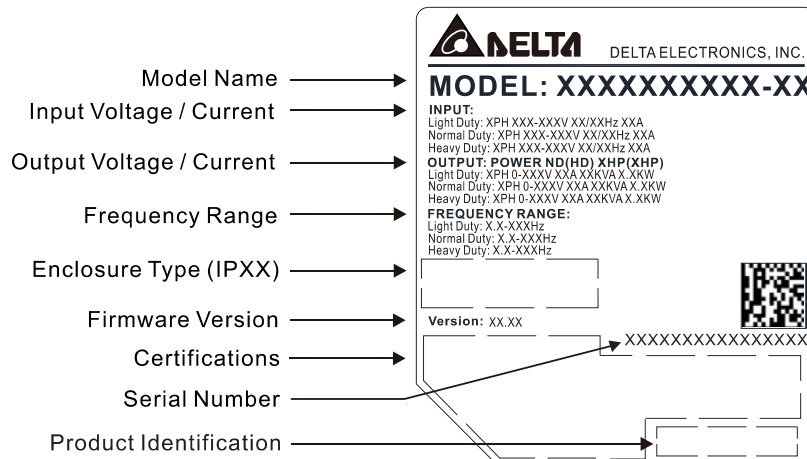 DELTA
DELTA ELECTRONICS, INC.
Model Name
MODEL: XXXXXXXXXX-XX
Input Voltage / Current
INPUT:
Light Duty: XPH XXX-XXXV XX/XXHz XXA
Normal Duty: XPH XXX-XXXV XX/XXHz XXA
Heavy Duty: XPH XXX-XXXV XX/XXHz XXA
Output Voltage / Current
OUTPUT: POWER ND(HD) XHP(XHP)
Light Duty: XPH 0-XXXV XXA XXKVA X.XKW
Normal Duty: XPH 0-XXXV XXA XXKVA X.XKW
Heavy Duty: XPH 0-XXXV XXA XXKVA X.XKW
Frequency Range
FREQUENCY RANGE:
Light Duty: X.X-XXXHz
Normal Duty: X.X-XXXHz
Heavy Duty: X.X-XXXHz
Enclosure Type (IPXX)
Firmware Version
Version: XX.XX
Certifications
XXXXXXXXXXXXXXXX
Serial Number
Product Identification